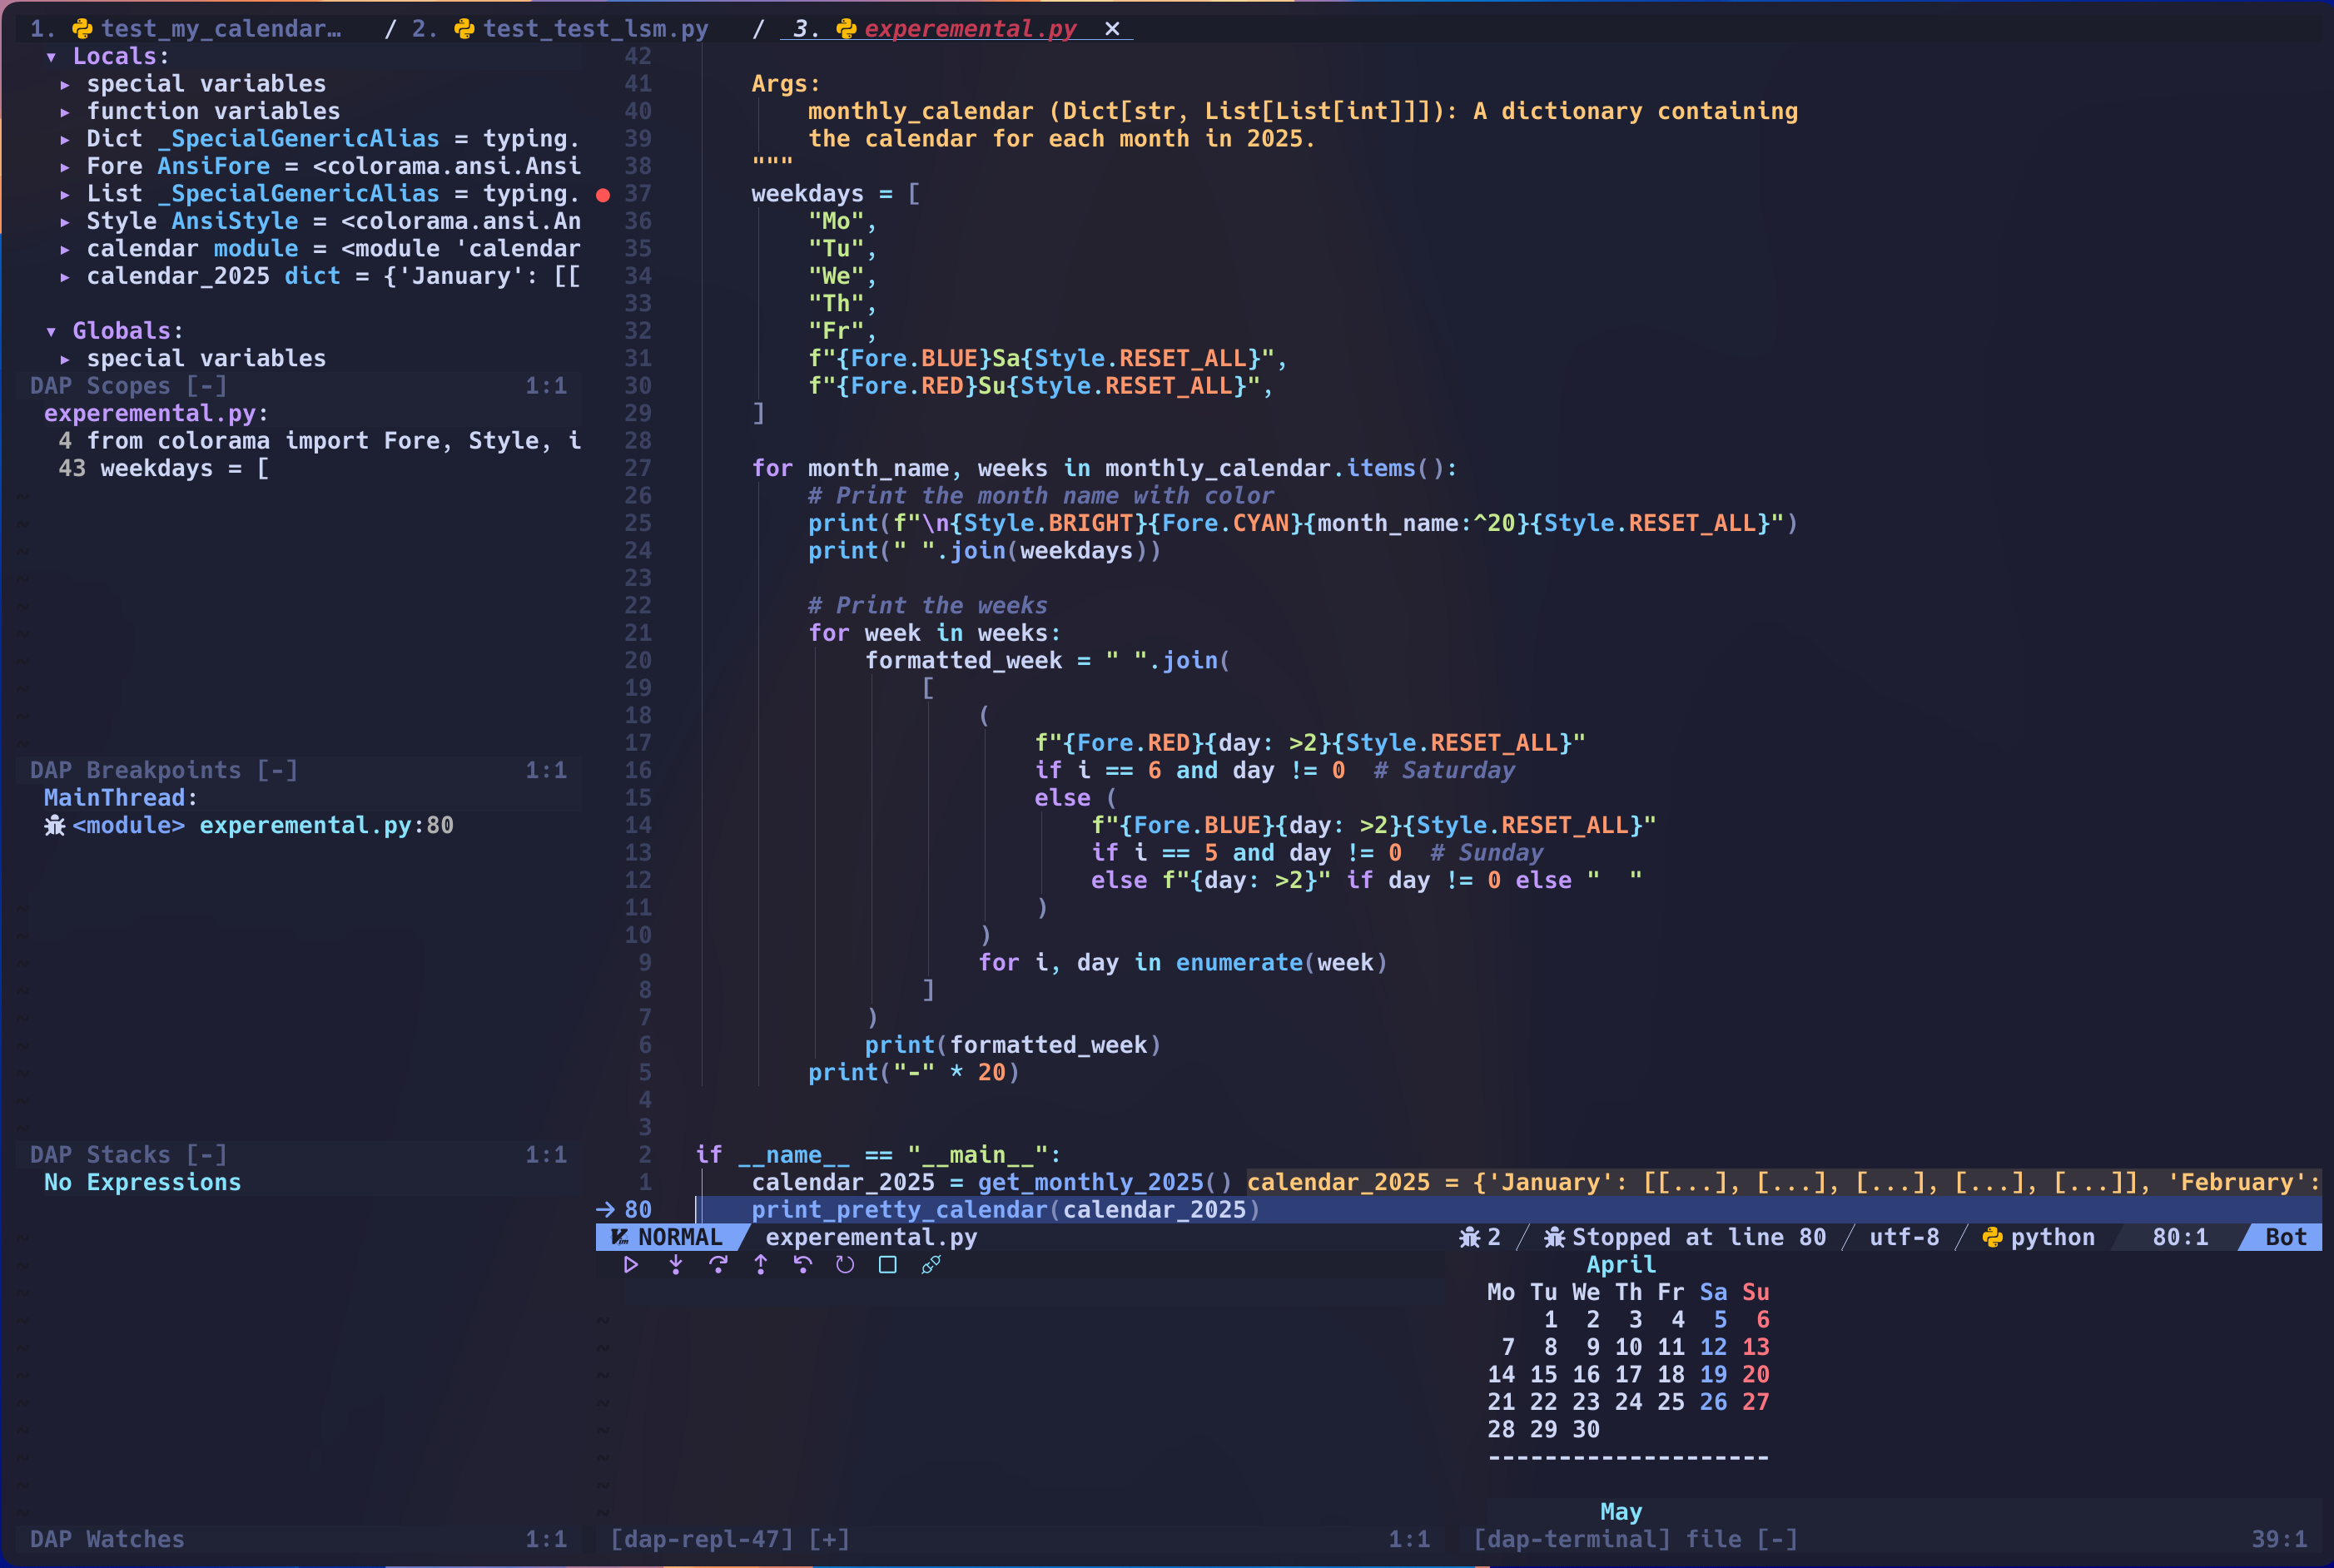 1. test_my_calendar… / 2. test_test_lsm.py / 3. experemental.py ✕
▾ Locals:
▸ special variables
▸ function variables
▸ Dict _SpecialGenericAlias = typing.
▸ Fore AnsiFore = <colorama.ansi.Ansi
▸ List _SpecialGenericAlias = typing.
▸ Style AnsiStyle = <colorama.ansi.An
▸ calendar module = <module 'calendar
▸ calendar_2025 dict = {'January': [[
▾ Globals:
▸ special variables
DAP Scopes [-] 1:1
experemental.py:
4 from colorama import Fore, Style, i
43 weekdays = [
DAP Breakpoints [-] 1:1
MainThread:
<module> experemental.py:80
DAP Stacks [-] 1:1
No Expressions
DAP Watches 1:1
42
41 Args:
40 monthly_calendar (Dict[str, List[List[int]]]): A dictionary containing
39 the calendar for each month in 2025.
38 """
37 weekdays = [
36 "Mo",
35 "Tu",
34 "We",
33 "Th",
32 "Fr",
31 f"{Fore.BLUE}Sa{Style.RESET_ALL}",
30 f"{Fore.RED}Su{Style.RESET_ALL}",
29 ]
28
27 for month_name, weeks in monthly_calendar.items():
26 # Print the month name with color
25 print(f"\n{Style.BRIGHT}{Fore.CYAN}{month_name:^20}{Style.RESET_ALL}")
24 print(" ".join(weekdays))
23
22 # Print the weeks
21 for week in weeks:
20 formatted_week = " ".join(
19 [
18 (
17 f"{Fore.RED}{day: >2}{Style.RESET_ALL}"
16 if i == 6 and day != 0  # Saturday
15 else (
14 f"{Fore.BLUE}{day: >2}{Style.RESET_ALL}"
13 if i == 5 and day != 0  # Sunday
12 else f"{day: >2}" if day != 0 else "  "
11 )
10 )
9 for i, day in enumerate(week)
8 ]
7 )
6 print(formatted_week)
5 print("-" * 20)
4
3
2 if __name__ == "__main__":
1 calendar_2025 = get_monthly_2025() calendar_2025 = {'January': [[...], [...], [...], [...], [...]], 'February':
→ 80 print_pretty_calendar(calendar_2025)
NORMAL experemental.py 2 / Stopped at line 80 / utf-8 / python 80:1 Bot
[dap-repl-47] [+] 1:1
April
Mo Tu We Th Fr Sa Su
1 2 3 4 5 6
7 8 9 10 11 12 13
14 15 16 17 18 19 20
21 22 23 24 25 26 27
28 29 30
--------------------
May
[dap-terminal] file [-] 39:1